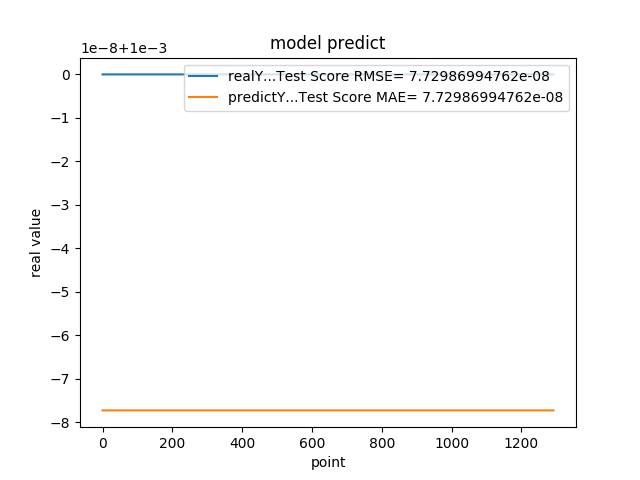 model predict
1e−8+1e−3
realY...Test Score RMSE= 7.72986994762e-08
predictY...Test Score MAE= 7.72986994762e-08
0
−1
−2
−3
−4
−5
−6
−7
−8
real value
0 200 400 600 800 1000 1200
point